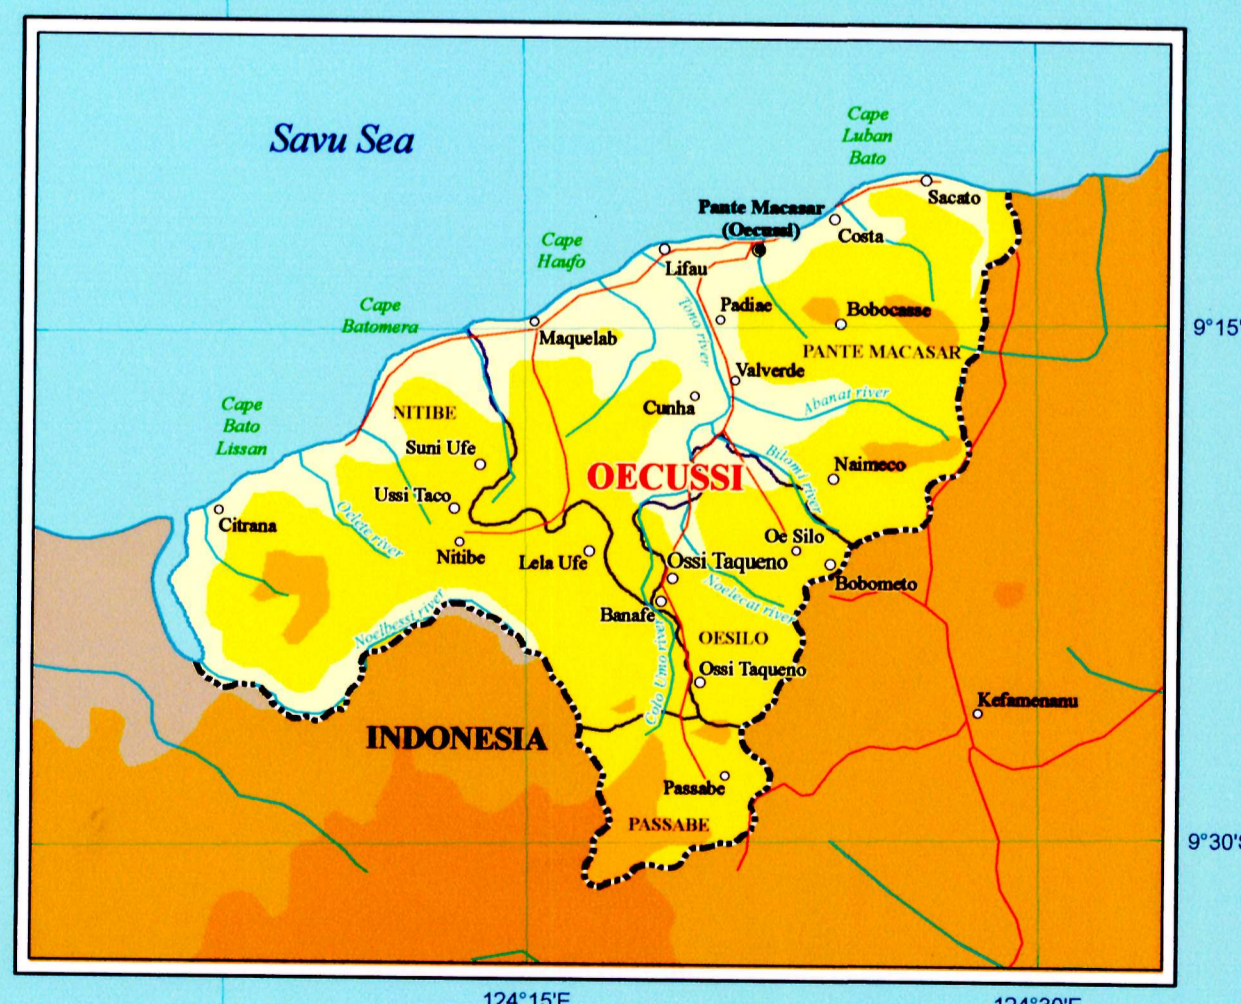 Savu Sea
Cape
Luban
Bato
Sacato
Pante Macasar
(Oecussi)
Costa
Cape
Haufo
Lifau
Cape
Batomera
Tono river
Padiae
Bobocasse
9°15'
Maquelab
PANTE MACASAR
Valverde
Cape
Bato
Lissan
NITIBE
Cunha
Abanat river
Suni Ufe
OECUSSI
Bilomi river
Naimeco
Ussi Taco
Citrana
Oelete river
Nitibe
Lela Ufe
Oe Silo
Ossi Taqueno
Bobometo
Noelbessi river
Noelecat river
Banafe
OESILO
Colo Umo river
Ossi Taqueno
Kefamenanu
INDONESIA
Passabe
PASSABE
9°30'S
124°15'E
124°30'E